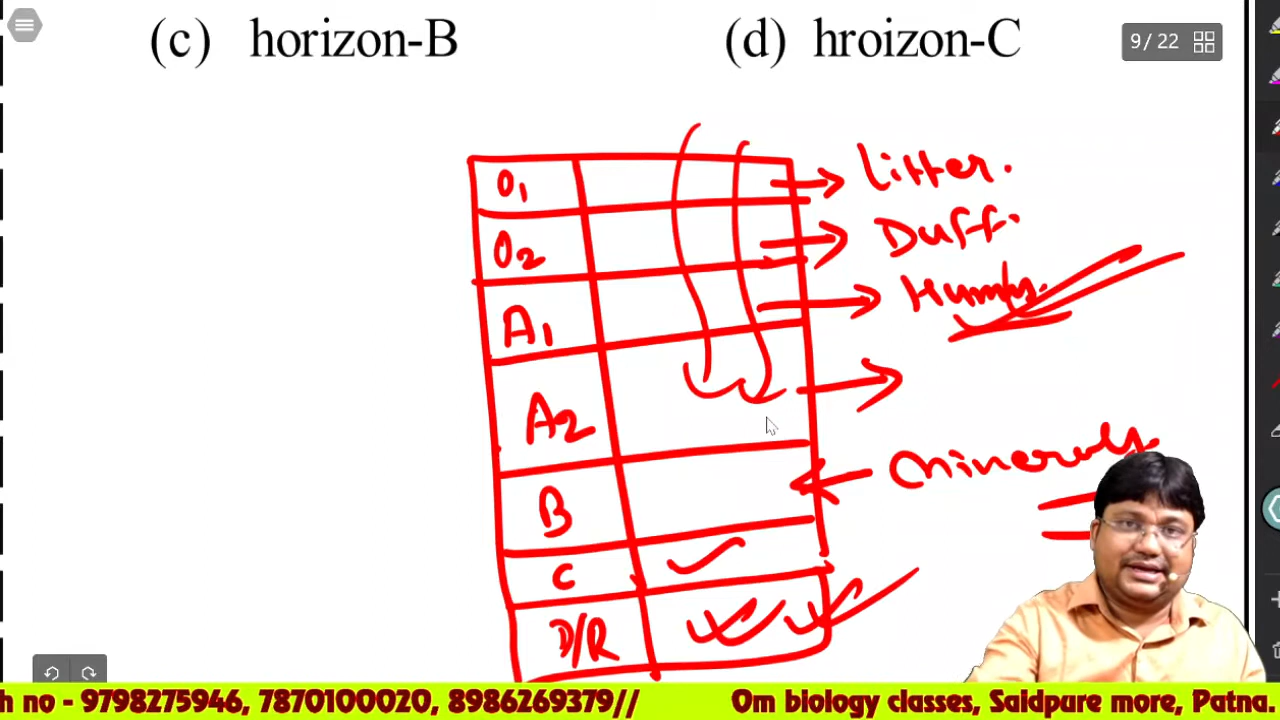 (c) horizon-B (d) hroizon-C
9/ 22
O1 Litter.
O2 Duff.
A1 Humus.
A2
B minerals
C
D/R
h no - 9798275946, 7870100020, 8986269379// Om biology classes, Saidpure more, Patna.